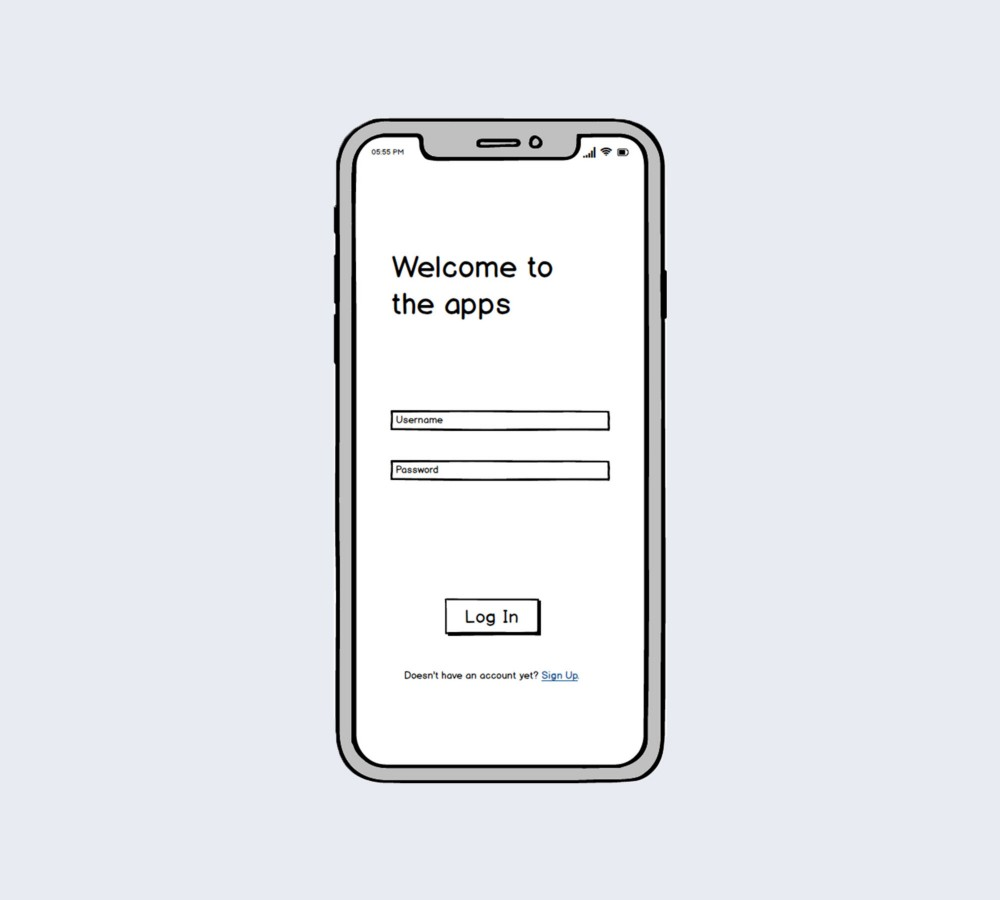 05:55 PM
Welcome to
the apps
Username
Password
Log In
Doesn't have an account yet? Sign Up.